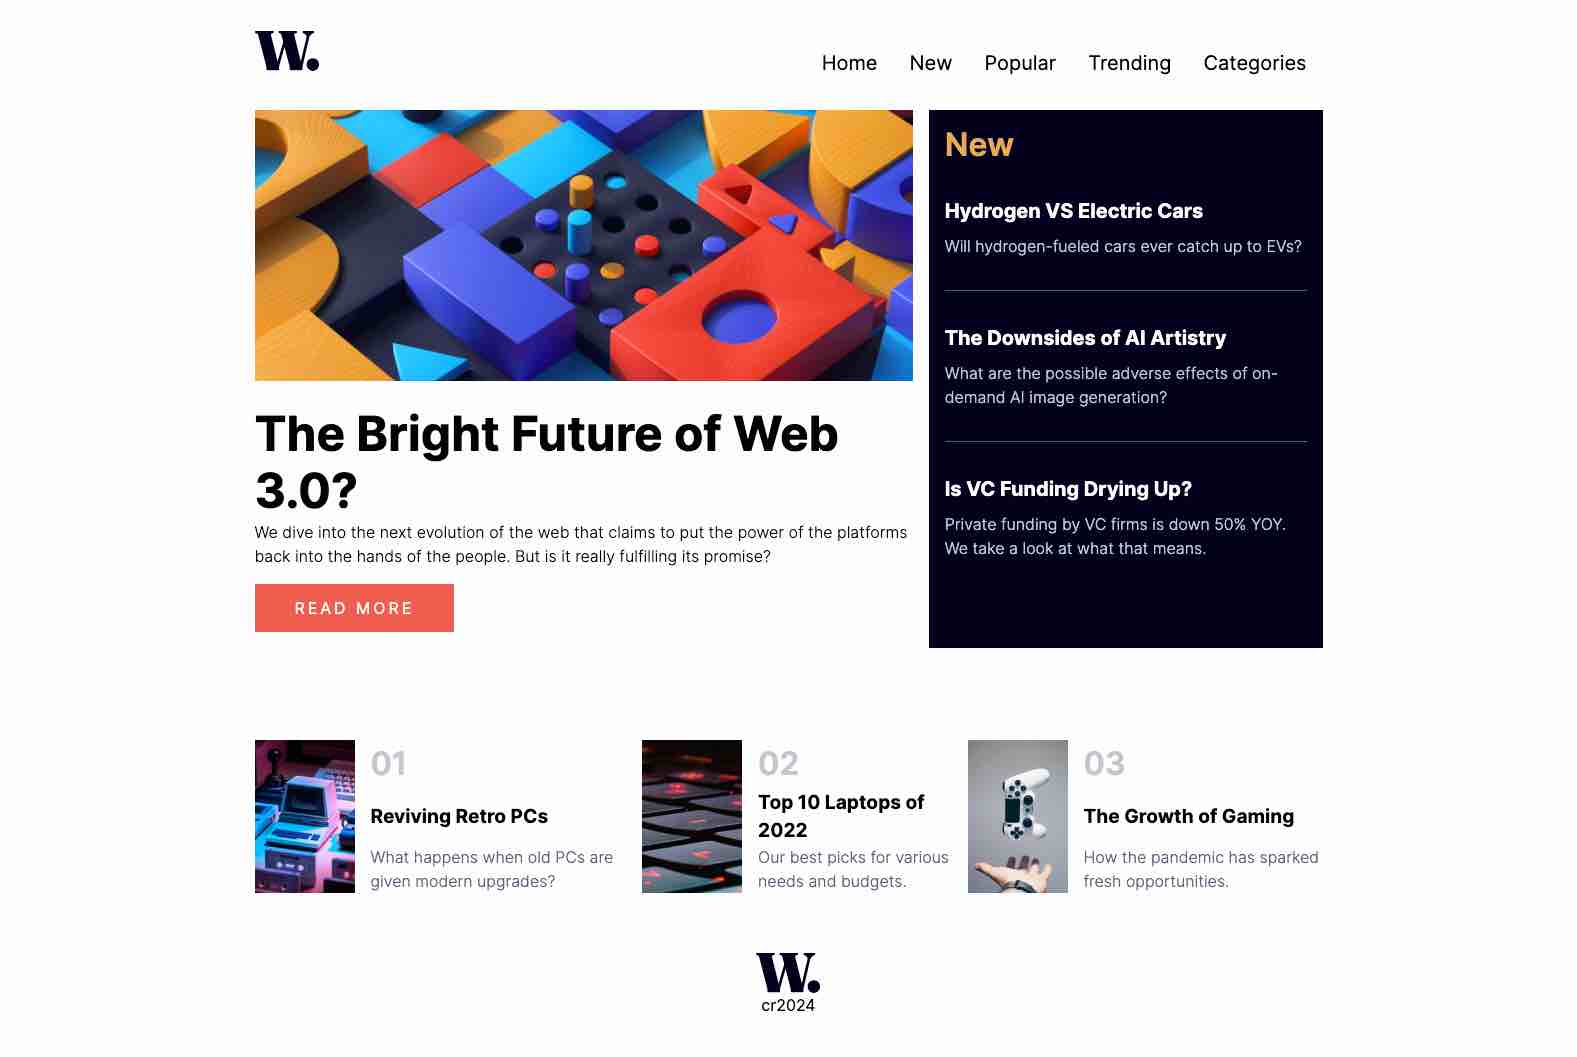 W.
Home New Popular Trending Categories
The Bright Future of Web
3.0?
We dive into the next evolution of the web that claims to put the power of the platforms
back into the hands of the people. But is it really fulfilling its promise?
READ MORE
New
Hydrogen VS Electric Cars
Will hydrogen-fueled cars ever catch up to EVs?
The Downsides of AI Artistry
What are the possible adverse effects of on-
demand AI image generation?
Is VC Funding Drying Up?
Private funding by VC firms is down 50% YOY.
We take a look at what that means.
01
Reviving Retro PCs
What happens when old PCs are
given modern upgrades?
02
Top 10 Laptops of
2022
Our best picks for various
needs and budgets.
03
The Growth of Gaming
How the pandemic has sparked
fresh opportunities.
W.
cr2024